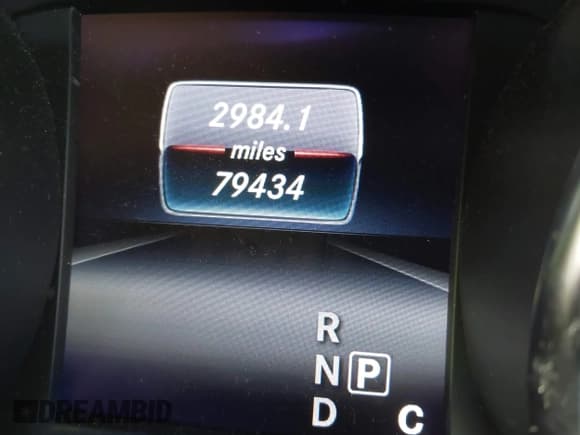 2984.1
miles
79434
R
N P
D C
DREAMBID